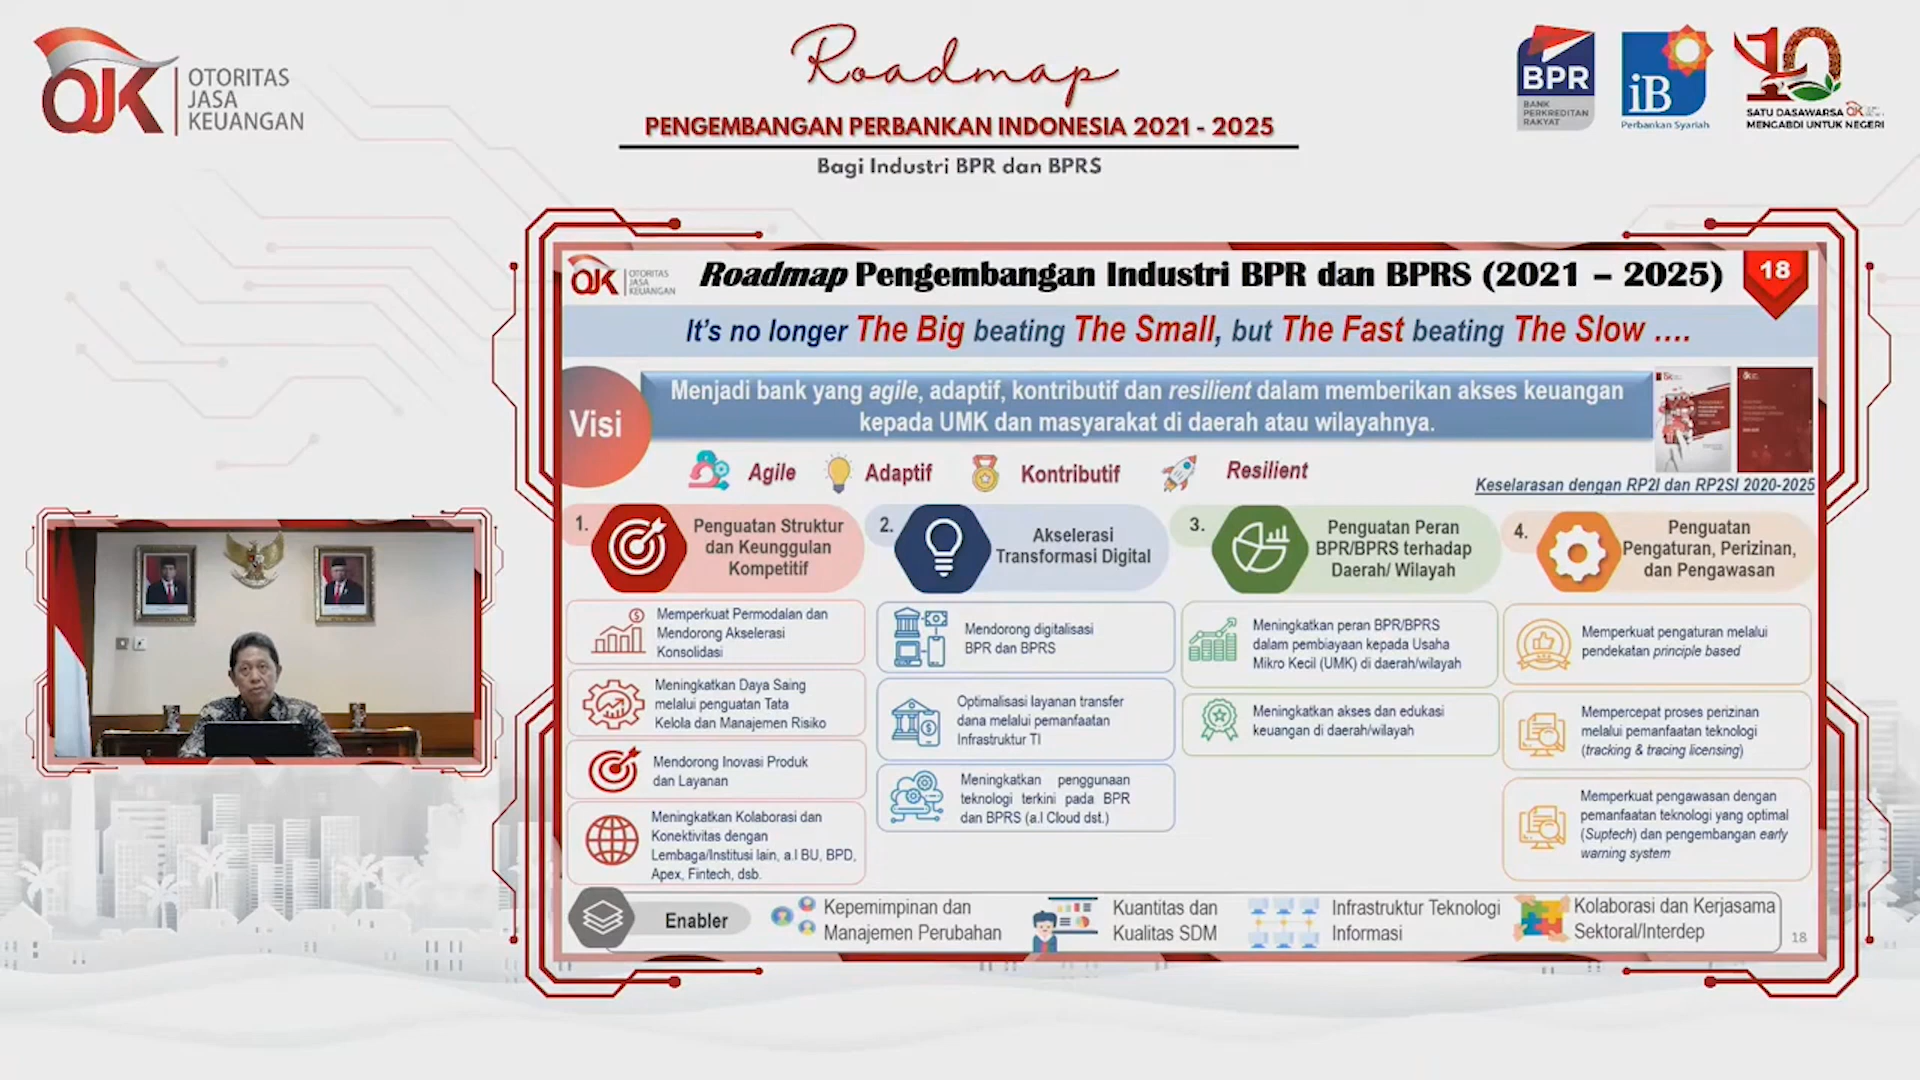 OJK
OTORITAS
JASA
KEUANGAN
Roadmap
PENGEMBANGAN PERBANKAN INDONESIA 2021 - 2025
Bagi Industri BPR dan BPRS
BPR
BANK
PERKREDITAN
RAKYAT
iB
Perbankan Syariah
10
SATU DASAWARSA OJK
MENGABDI UNTUK NEGERI
OJK
OTORITAS
JASA
KEUANGAN
Roadmap Pengembangan Industri BPR dan BPRS (2021 – 2025)
18
It's no longer The Big beating The Small, but The Fast beating The Slow ....
Visi
Menjadi bank yang agile, adaptif, kontributif dan resilient dalam memberikan akses keuangan
kepada UMK dan masyarakat di daerah atau wilayahnya.
Agile
Adaptif
Kontributif
Resilient
Keselarasan dengan RP2I dan RP2SI 2020-2025
1.
Penguatan Struktur
dan Keunggulan
Kompetitif
Memperkuat Permodalan dan
Mendorong Akselerasi
Konsolidasi
Meningkatkan Daya Saing
melalui penguatan Tata
Kelola dan Manajemen Risiko
Mendorong Inovasi Produk
dan Layanan
Meningkatkan Kolaborasi dan
Konektivitas dengan
Lembaga/Institusi lain, a.l BU, BPD,
Apex, Fintech, dsb.
2.
Akselerasi
Transformasi Digital
Mendorong digitalisasi
BPR dan BPRS
Optimalisasi layanan transfer
dana melalui pemanfaatan
Infrastruktur TI
Meningkatkan penggunaan
teknologi terkini pada BPR
dan BPRS (a.l Cloud dst.)
3.
Penguatan Peran
BPR/BPRS terhadap
Daerah/ Wilayah
Meningkatkan peran BPR/BPRS
dalam pembiayaan kepada Usaha
Mikro Kecil (UMK) di daerah/wilayah
Meningkatkan akses dan edukasi
keuangan di daerah/wilayah
4.
Penguatan
Pengaturan, Perizinan,
dan Pengawasan
Memperkuat pengaturan melalui
pendekatan principle based
Mempercepat proses perizinan
melalui pemanfaatan teknologi
(tracking & tracing licensing)
Memperkuat pengawasan dengan
pemanfaatan teknologi yang optimal
(Suptech) dan pengembangan early
warning system
Enabler
Kepemimpinan dan
Manajemen Perubahan
Kuantitas dan
Kualitas SDM
Infrastruktur Teknologi
Informasi
Kolaborasi dan Kerjasama
Sektoral/Interdep
18